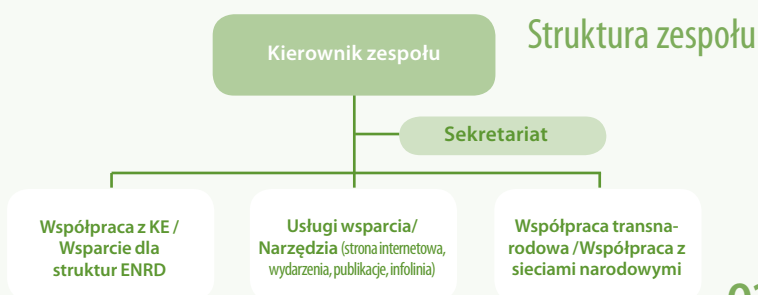 Struktura zespołu
Kierownik zespołu
Sekretariat
Współpraca z KE /
Wsparcie dla
struktur ENRD
Usługi wsparcia/
Narzędzia (strona internetowa,
wydarzenia, publikacje, infolinia)
Współpraca transna-
rodowa /Współpraca z
sieciami narodowymi